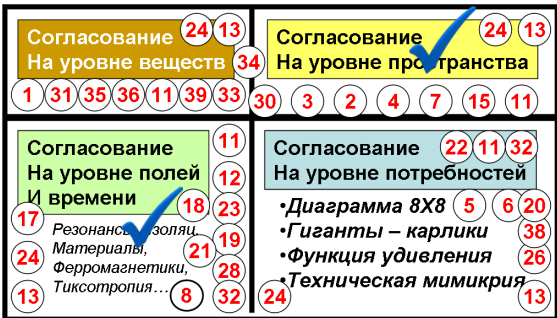 Согласование 24 13
На уровне веществ 34
1 31 35 36 11 39 33
Согласование 24 13
На уровне пространства
30 3 2 4 7 15 11
Согласование 11
На уровне полей 12
И времени 18 23
17
Материалы, 21 19
24 Ферромагнетики, 28
Тиксотропия...
13 8 32
Согласование 22 11 32
На уровне потребностей
•Диаграмма 8Х8 5 6 20
•Гиганты – карлики 38
•Функция удивления 26
•Техническая мимикрия
24 13